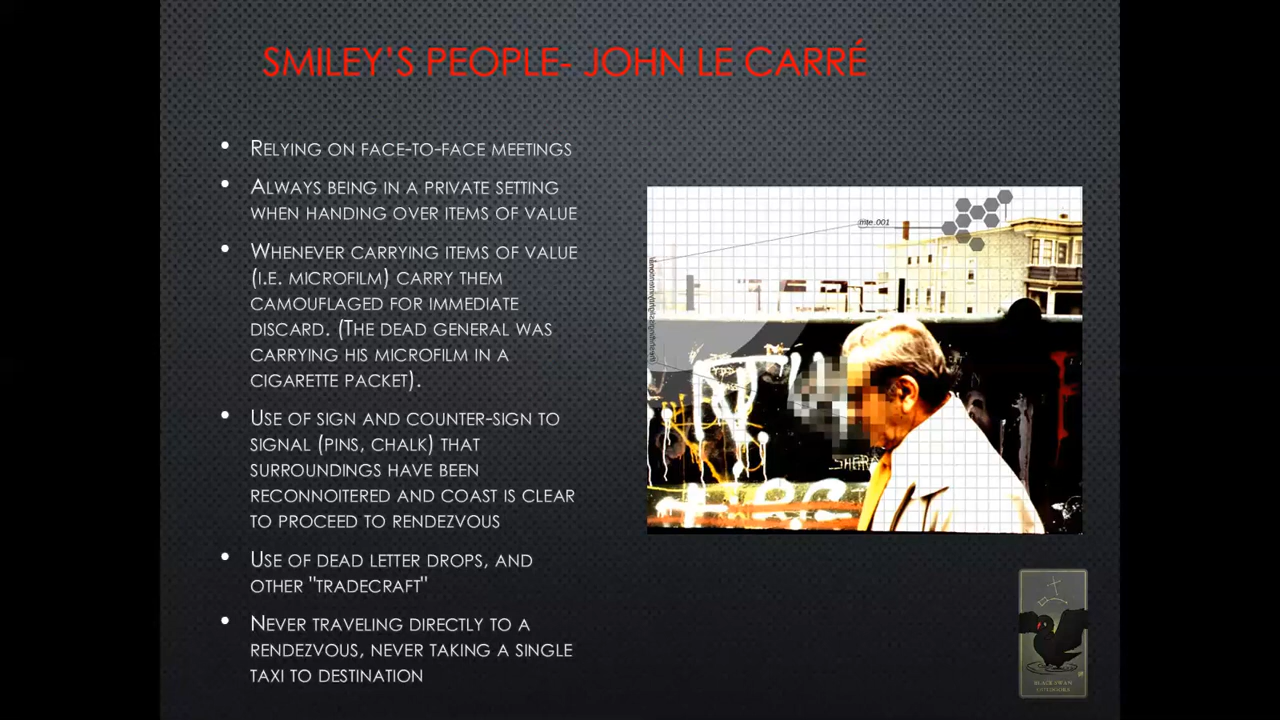 SMILEY'S PEOPLE- JOHN LE CARRÉ
• RELYING ON FACE-TO-FACE MEETINGS
• ALWAYS BEING IN A PRIVATE SETTING
WHEN HANDING OVER ITEMS OF VALUE
• WHENEVER CARRYING ITEMS OF VALUE
(I.E. MICROFILM) CARRY THEM
CAMOUFLAGED FOR IMMEDIATE
DISCARD. (THE DEAD GENERAL WAS
CARRYING HIS MICROFILM IN A
CIGARETTE PACKET).
• USE OF SIGN AND COUNTER-SIGN TO
SIGNAL (PINS, CHALK) THAT
SURROUNDINGS HAVE BEEN
RECONNOITERED AND COAST IS CLEAR
TO PROCEED TO RENDEZVOUS
• USE OF DEAD LETTER DROPS, AND
OTHER "TRADECRAFT"
• NEVER TRAVELING DIRECTLY TO A
RENDEZVOUS, NEVER TAKING A SINGLE
TAXI TO DESTINATION
BLACK SWAN